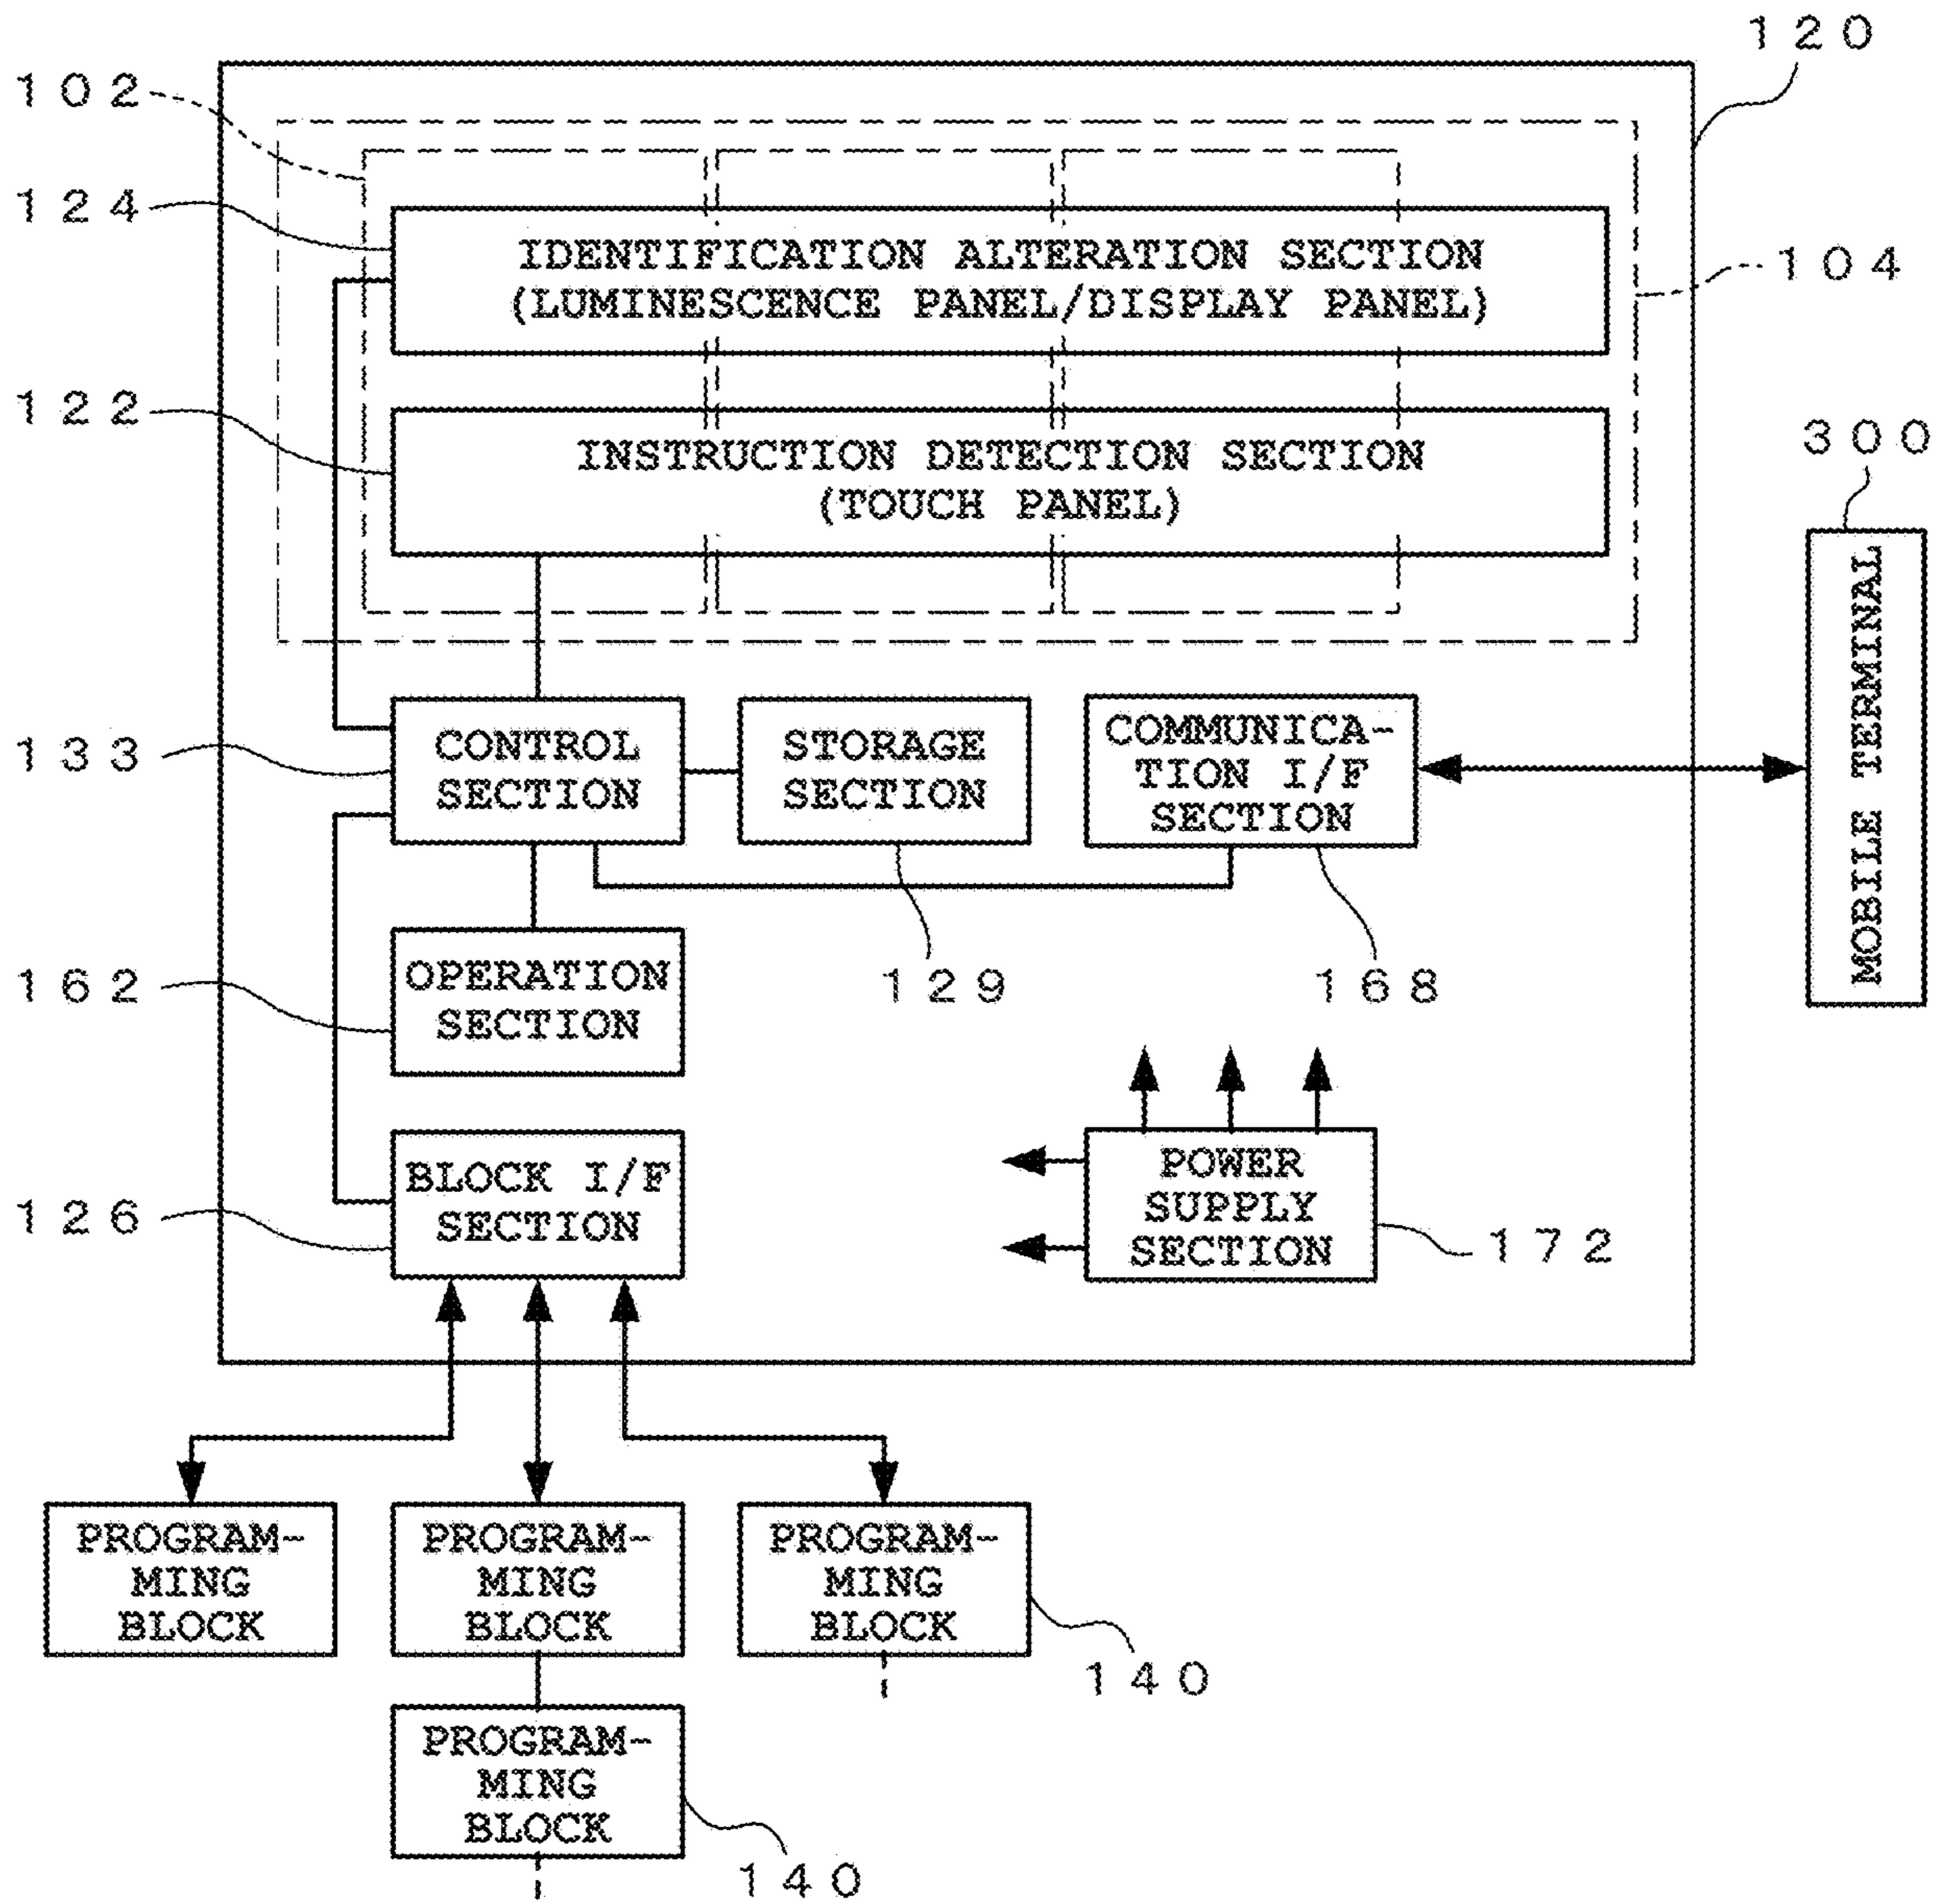 120
102
124
IDENTIFICATION ALTERATION SECTION
(LUMINESCENCE PANEL/DISPLAY PANEL)
104
122
INSTRUCTION DETECTION SECTION
(TOUCH PANEL)
300
MOBILE TERMINAL
133
CONTROL
SECTION
STORAGE
SECTION
COMMUNICA-
TION I/F
SECTION
162
OPERATION
SECTION
129
168
126
BLOCK I/F
SECTION
POWER
SUPPLY
SECTION
172
PROGRAM-
MING
BLOCK
PROGRAM-
MING
BLOCK
PROGRAM-
MING
BLOCK
140
PROGRAM-
MING
BLOCK
140